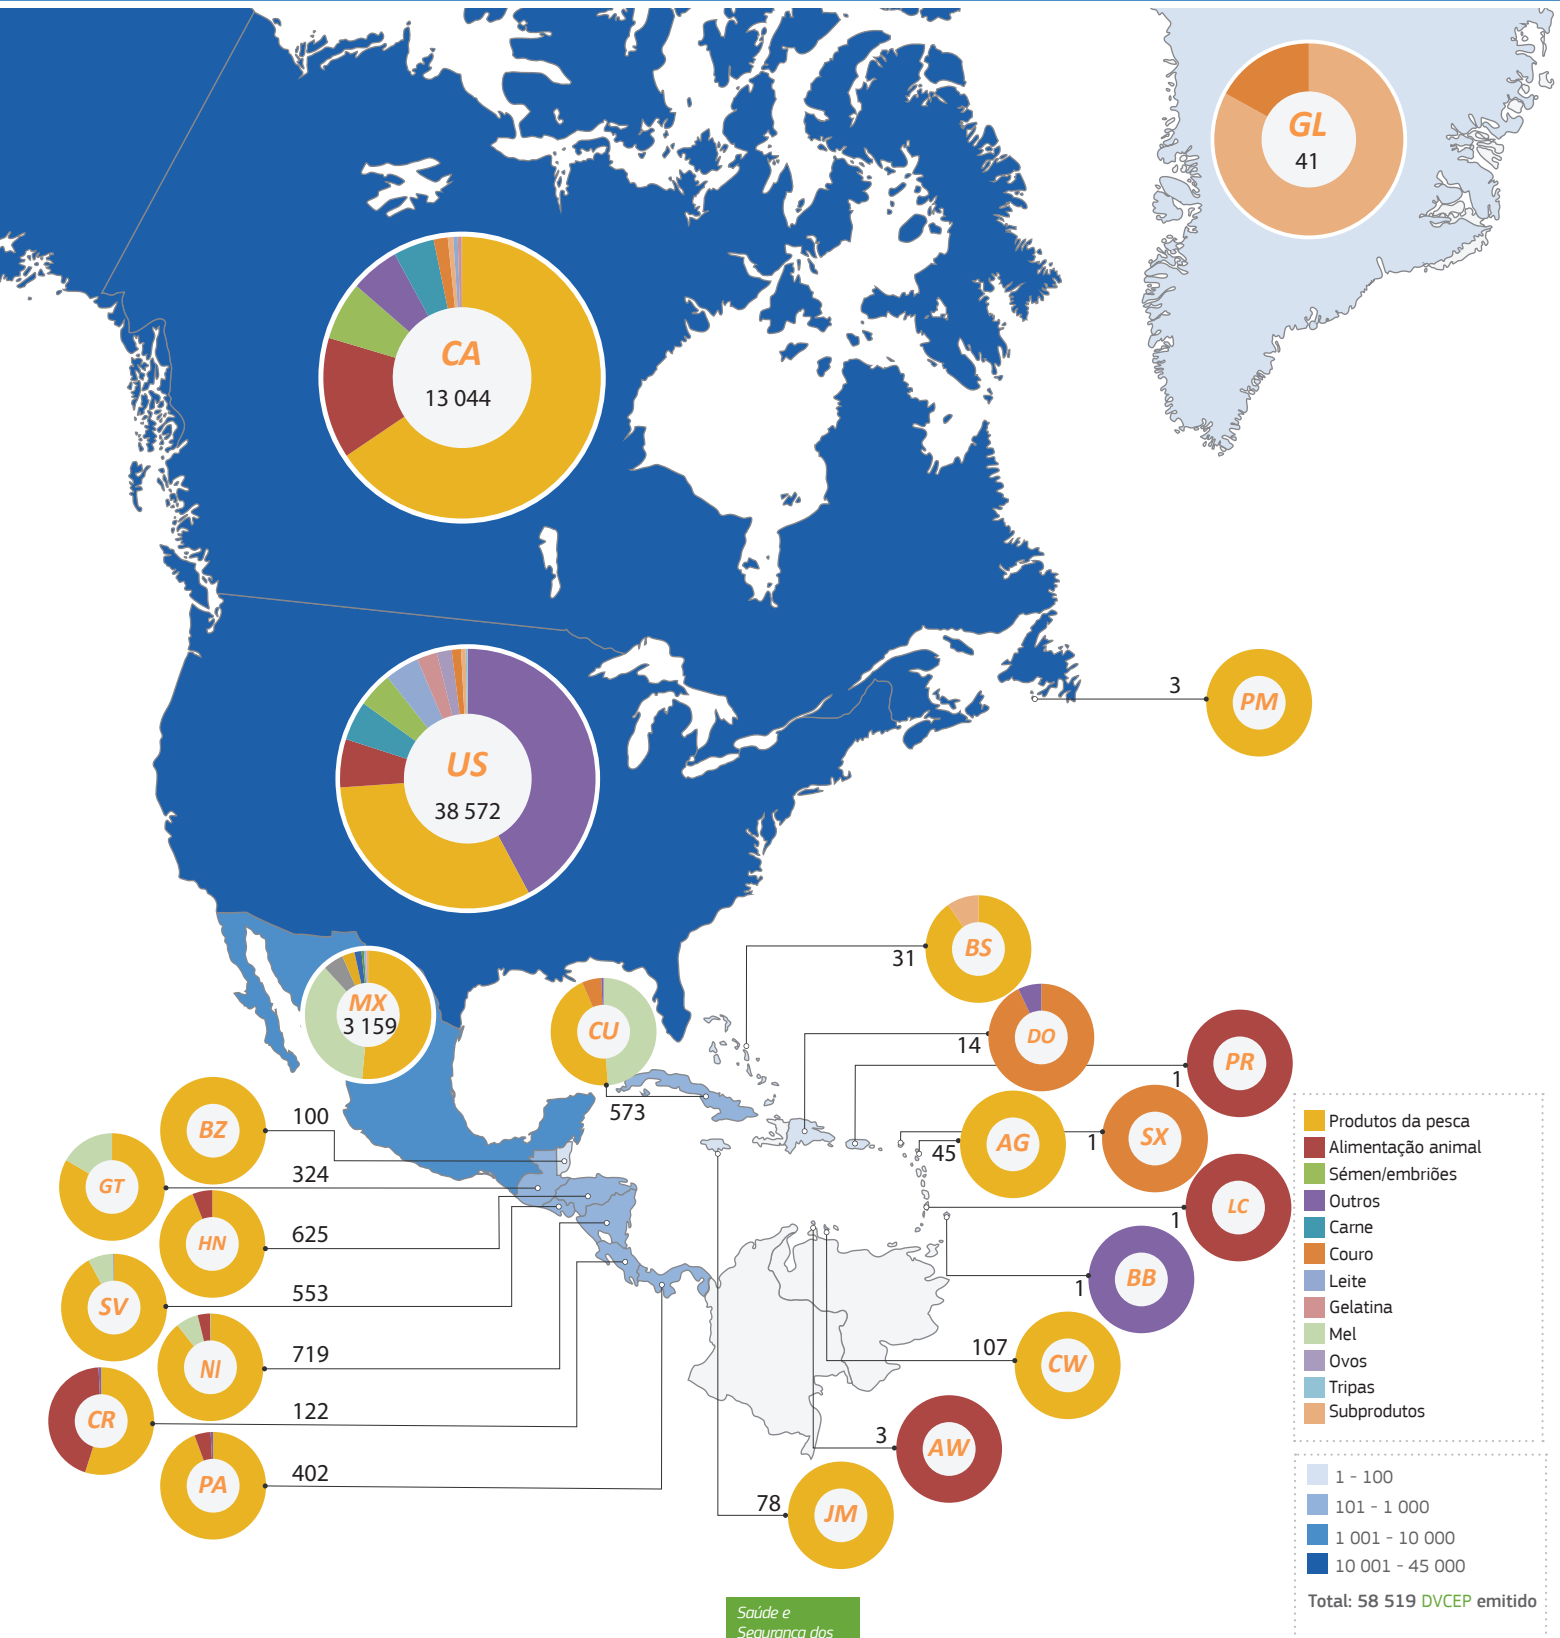 GL
41
CA
13 044
US
38 572
3
PM
BS
31
MX
3 159
CU
573
DO
14
PR
1
BZ
100
GT
324
HN
625
SV
553
NI
719
CR
122
PA
402
AG
45
SX
1
LC
1
BB
1
CW
107
AW
3
JM
78
Produtos da pesca
Alimentação animal
Sémen/embriões
Outros
Carne
Couro
Leite
Gelatina
Mel
Ovos
Tripas
Subprodutos
1 - 100
101 - 1 000
1 001 - 10 000
10 001 - 45 000
Total: 58 519 DVCEP emitido
Saúde e
Segurança dos